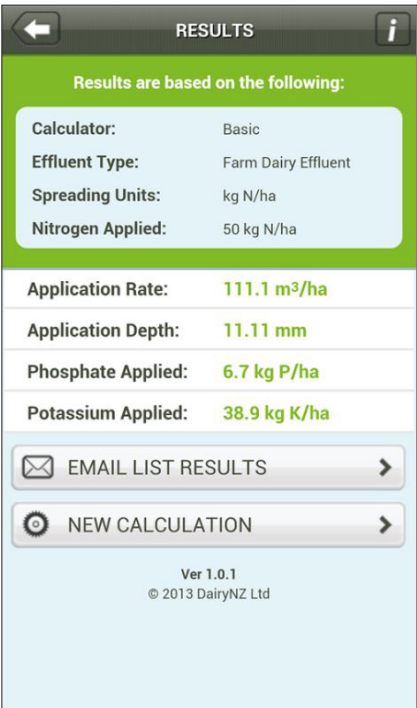 RESULTS
i
Results are based on the following:
Calculator: Basic
Effluent Type: Farm Dairy Effluent
Spreading Units: kg N/ha
Nitrogen Applied: 50 kg N/ha
Application Rate: 111.1 m³/ha
Application Depth: 11.11 mm
Phosphate Applied: 6.7 kg P/ha
Potassium Applied: 38.9 kg K/ha
EMAIL LIST RESULTS
NEW CALCULATION
Ver 1.0.1
© 2013 DairyNZ Ltd